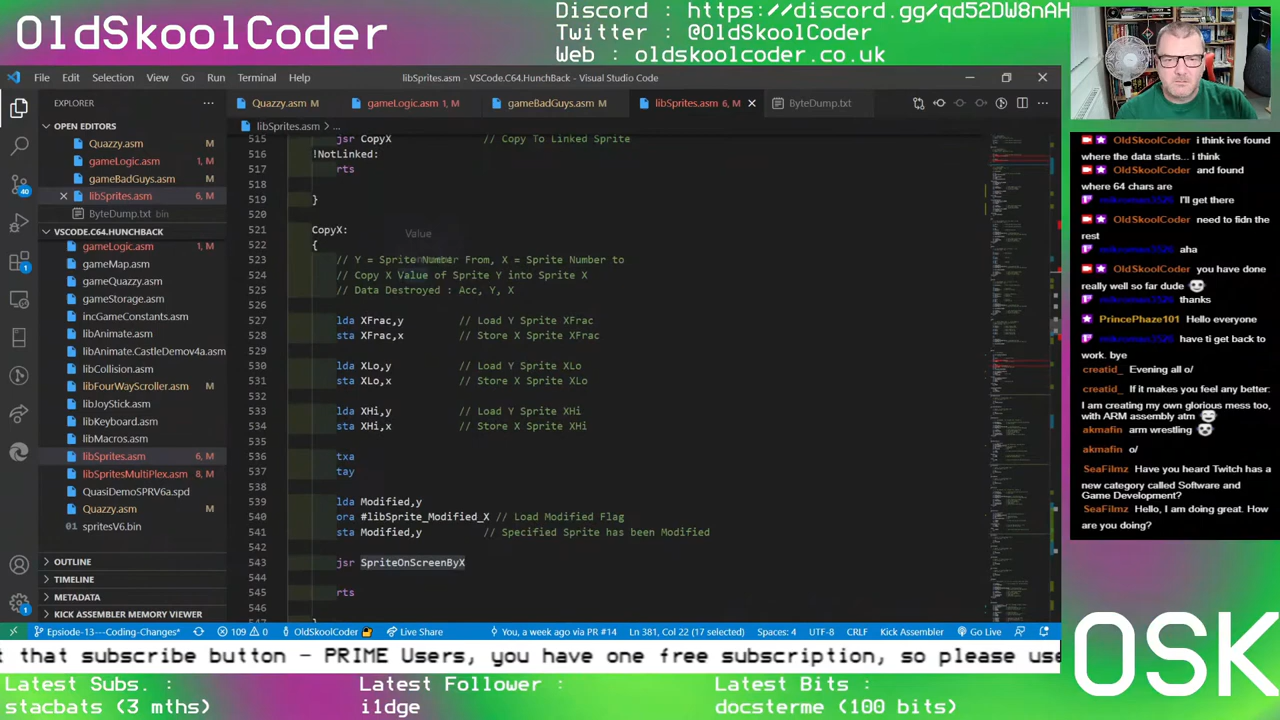 OldSkoolCoder
Discord : https://discord.gg/qd52DW8nAH
Twitter : @OldSkoolCoder
Web : oldskoolcoder.co.uk
File Edit Selection View Go Run Terminal Help
libSprites.asm - VSCode.C64.HunchBack - Visual Studio Code
EXPLORER
Quazzy.asm M
gameLogic.asm 1, M
gameBadGuys.asm M
libSprites.asm 6, M
ByteDump.txt
libSprites.asm > ...
OPEN EDITORS
Quazzy.asm M
gameLogic.asm 1, M
gameBadGuys.asm M
libSprites.asm 6, M
ByteDump.txt bin
VSCODE.C64.HUNCHBACK
gameLogic.asm 1, M
gameMap.asm
gameQuazy.asm
gameStorage.asm
incGameConstants.asm
libAnimate.asm
libAnimate CastleDemov4a.asm
libCollision.asm
libFourWayScroller.asm M
libJoyStick.asm
libKeyboard.asm
libMacros.asm
libSprites.asm 6, M
libSpritesMultiPlex.asm 8, M
QuasiDemoSPRV6a.spd
Quazzy.asm M
spritesV6.bin
OUTLINE
TIMELINE
METADATA
KICK ASSEMBLER MEMORY VIEWER
515 jsr CopyX // Copy To Linked Sprite
516 !NotLinked:
517 rts
518
519 }
520
521 CopyX:
522 {
523 // Y = Sprite Number From, X = Sprite Number to
524 // Copy X Value of Sprite Y into Sprite X
525 // Data Destroyed : Acc, Y, X
526
527 lda XFrac,y // Load Y Sprite XFrac
528 sta XFrac,x // Store X Sprite XFrac
529
530 lda XLo,y // Load Y Sprite XLo
531 sta XLo,x // Store X Sprite XLo
532
533 lda XHi,y // Load Y Sprite XHi
534 sta XHi,x // Store X Sprite XHi
535
536 txa
537 tay
538
539 lda Modified,y
540 ora #libSprite_Modified_X // Load Modified Flag
541 sta Modified,y // Specified Sprite has been Modified
542
543 jsr SpriteOnScreenByX
544
545 rts
546
Value
Epsiode-13---Coding-Changes* 109 0 OldSkoolCoder Live Share
You, a week ago via PR #14 Ln 381, Col 22 (17 selected) Spaces: 4 UTF-8 CRLF Kick Assembler Go Live
40
1
1
OldSkoolCoder i think ive found
where the data starts... i think
OldSkoolCoder and found
where 64 chars are
I'll get there
OldSkoolCoder need to fidn the
rest
aha
OldSkoolCoder you have done
really well so far dude
thanks
PrincePhaze101 Hello everyone
have ti get back to
work. bye
creatid_ Evening all o/
creatid_ If it makes you feel any better:
I am creating my own glorious mess too,
with ARM assembly atm
akmafin arm wrestling
akmafin o/
SeaFilmz Have you heard Twitch has a
new category called Software and
Game Development?
SeaFilmz Hello, I am doing great. How
are you doing?
OSK
t that subscribe button - PRIME Users, you have one free subscription, so please use
Latest Subs. :
stacbats (3 mths)
Latest Follower :
i1dge
Latest Bits :
docsterme (100 bits)